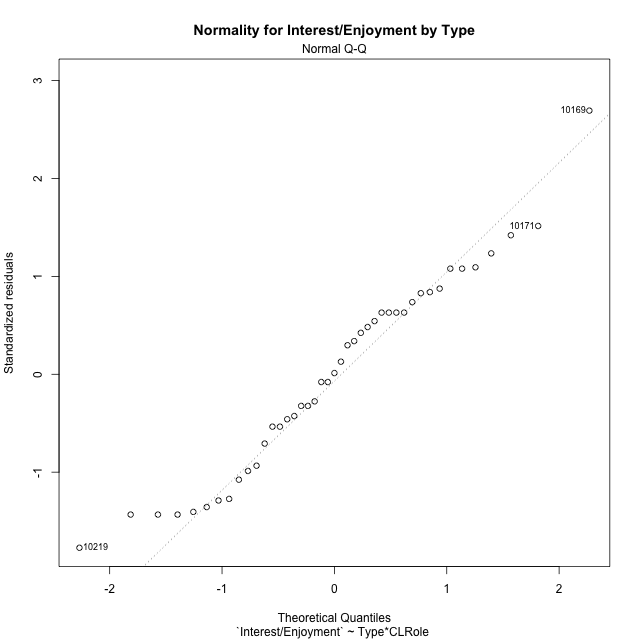 Normality for Interest/Enjoyment by Type
Normal Q-Q
3
2
1
0
-1
10169
10171
10219
-2
-1
0
1
2
Standardized residuals
Theoretical Quantiles
`Interest/Enjoyment` ~ Type*CLRole